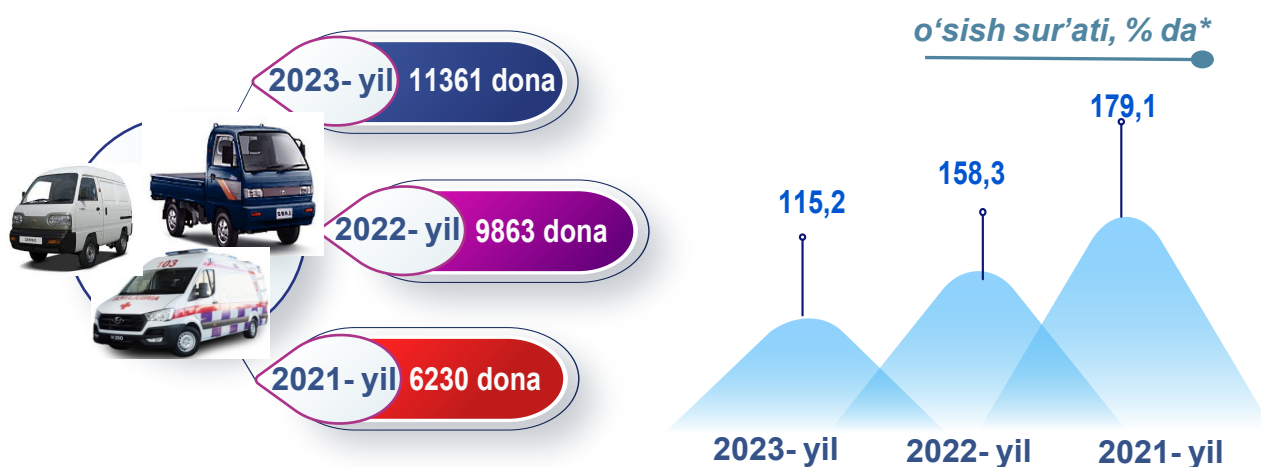 2023- yil 11361 dona
2022- yil 9863 dona
2021- yil 6230 dona
103
o‘sish sur’ati, % da*
115,2
158,3
179,1
2023- yil
2022- yil
2021- yil